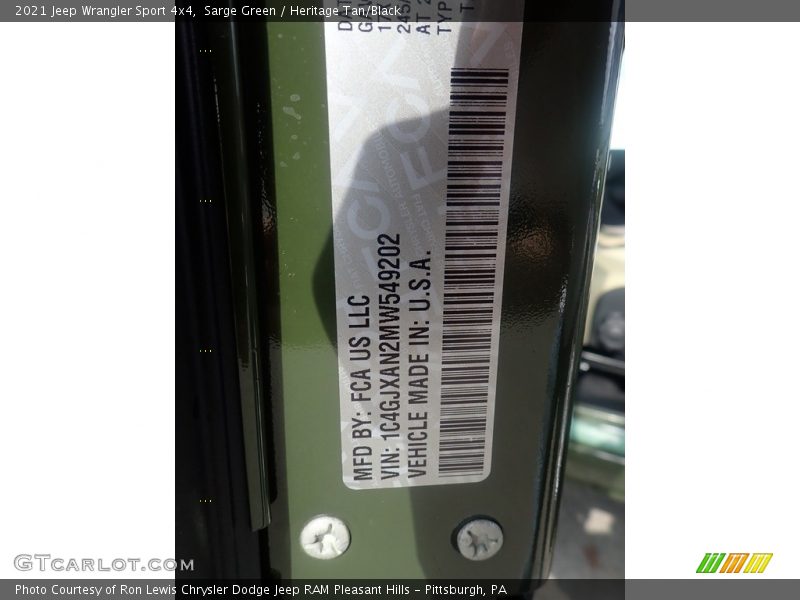 2021 Jeep Wrangler Sport 4x4, Sarge Green / Heritage Tan/Black
MFD BY: FCA US LLC
VIN: 1C4GJXAN2MW549202
VEHICLE MADE IN: U.S.A.
GTCARLOT.COM
Photo Courtesy of Ron Lewis Chrysler Dodge Jeep RAM Pleasant Hills - Pittsburgh, PA